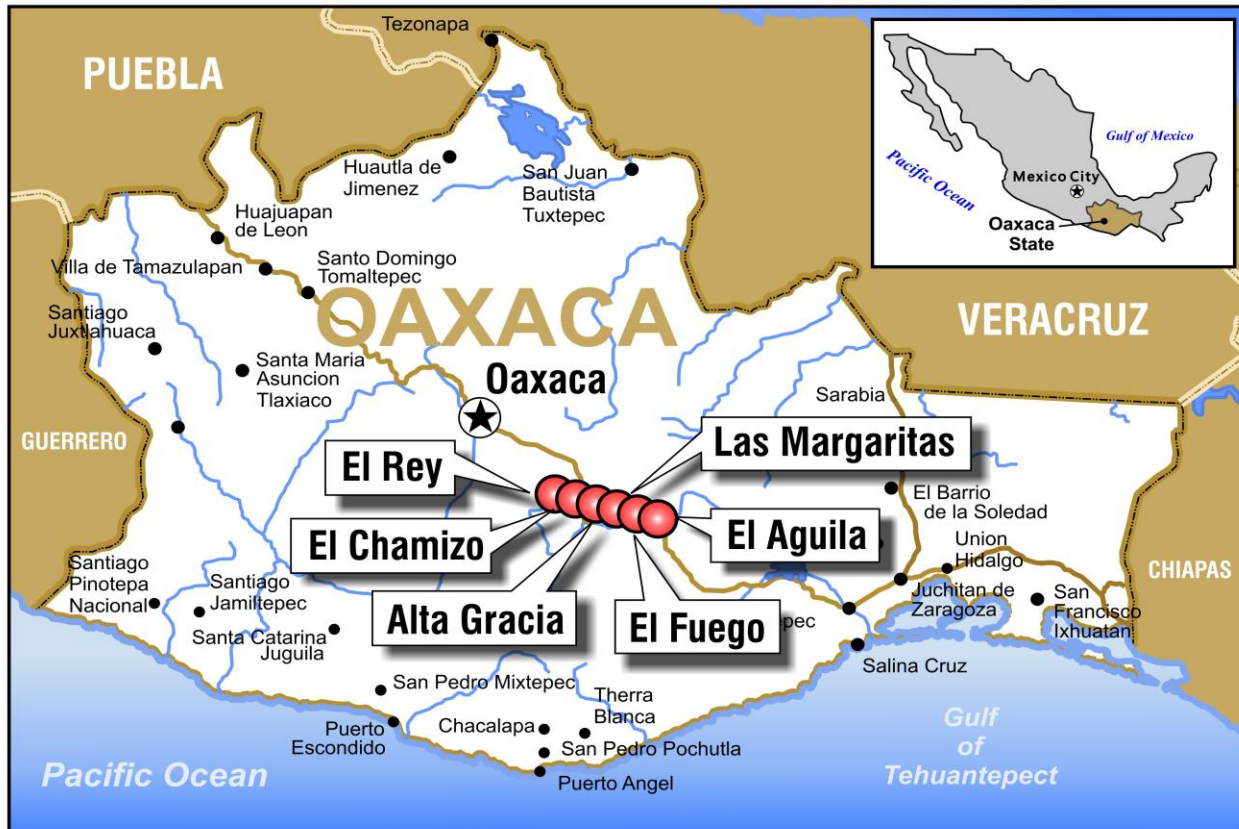 Tezonapa
PUEBLA
Huautla de
Jimenez
San Juan
Bautista
Tuxtepec
Gulf of Mexico
Pacific Ocean
Mexico City
Oaxaca
State
Huajuapan
de Leon
Villa de Tamazulapan
Santo Domingo
Tomaltepec
OAXACA
VERACRUZ
Santiago
Juxtlahuaca
Santa Maria
Asuncion
Tlaxiaco
Oaxaca
Sarabia
GUERRERO
El Rey
Las Margaritas
El Chamizo
El Aguila
El Barrio
de la Soledad
Alta Gracia
El Fuego
Union
Hidalgo
CHIAPAS
Santiago
Pinotepa
Nacional
Santiago
Jamiltepec
Santa Catarina
Juguila
tepec
Juchitan de
Zaragoza
San
Francisco
Ixhuatan
Salina Cruz
San Pedro Mixtepec
Therra
Blanca
Puerto
Escondido
Chacalapa
San Pedro Pochutla
Puerto Angel
Pacific Ocean
Gulf
of
Tehuantepect